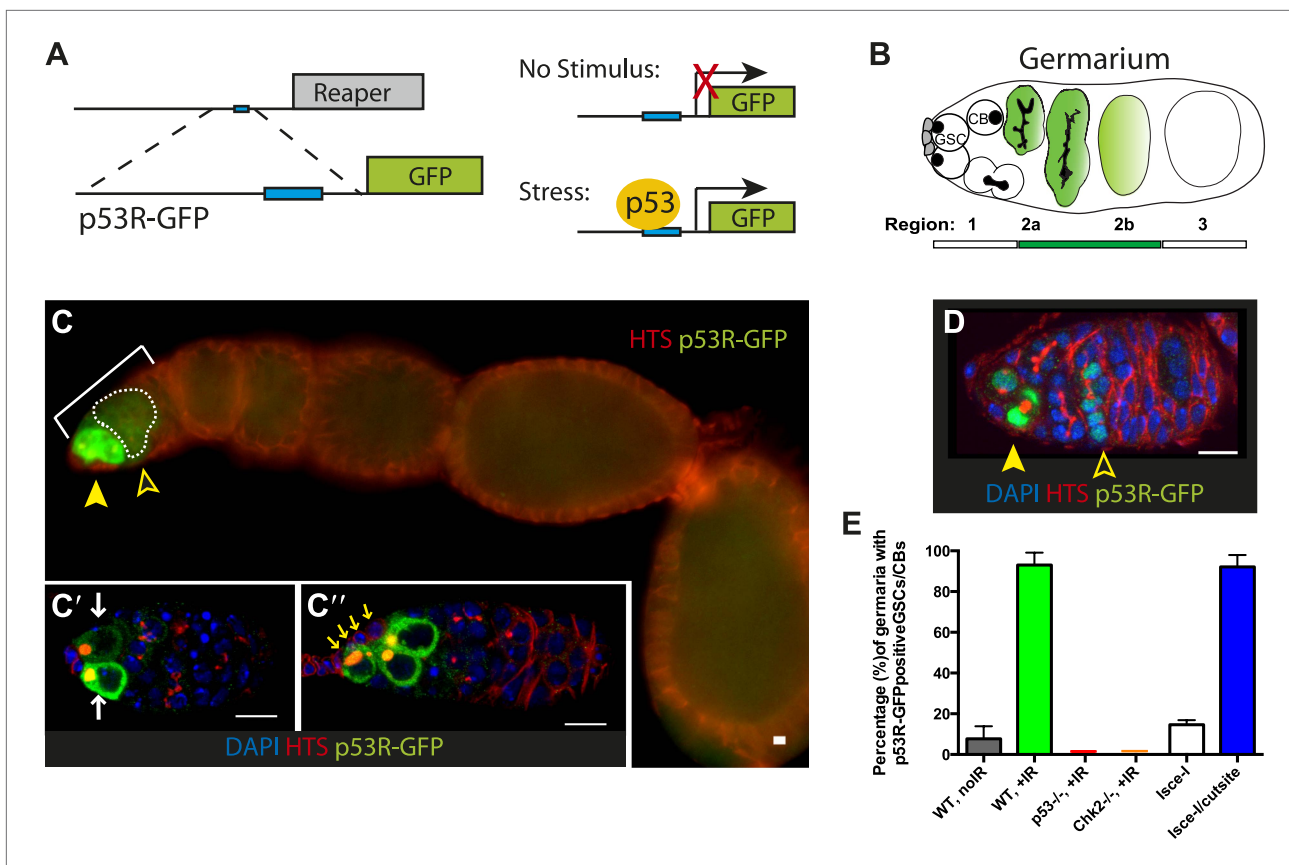 A
Reaper
GFP
p53R-GFP
No Stimulus:
X
GFP
Stress:
p53
GFP
B
Germarium
CB
GSC
Region: 1 2a 2b 3
C
HTS p53R-GFP
C′
C″
DAPI HTS p53R-GFP
D
DAPI HTS p53R-GFP
E
Percentage (%)of germaria with
p53R-GFPpositiveGSCs/CBs
100
80
60
40
20
0
WT, noIR
WT, +IR
p53-/-, +IR
Chk2-/-, +IR
Isce-I
Isce-I/cutsite